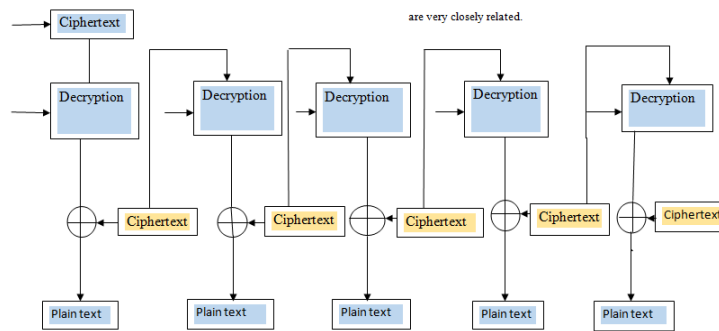 are very closely related.
Ciphertext
Decryption
Decryption
Decryption
Decryption
Decryption
Ciphertext
Ciphertext
Ciphertext
Ciphertext
Ciphertext
Plain text
Plain text
Plain text
Plain text
Plain text